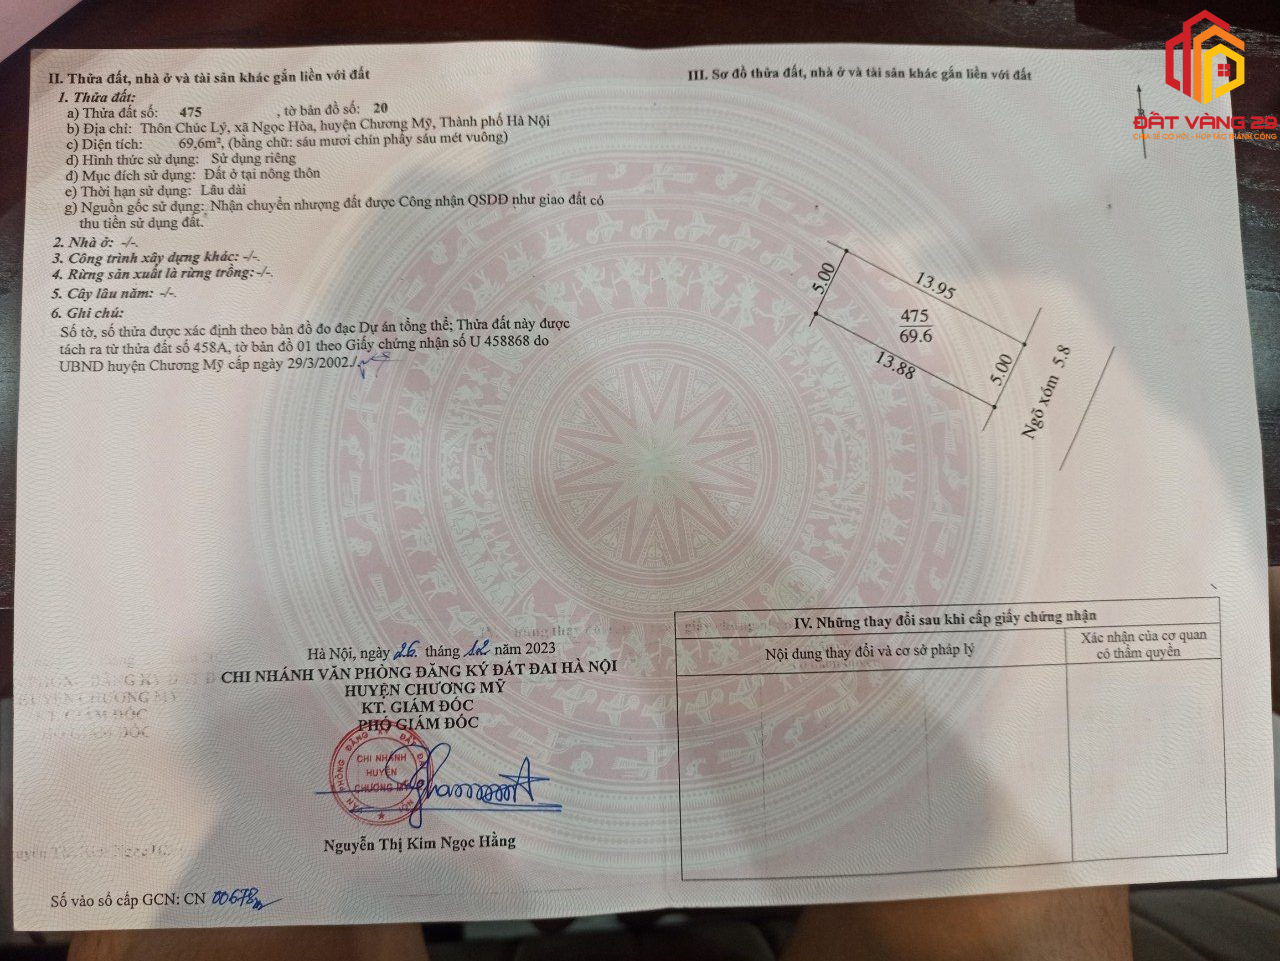 II. Thửa đất, nhà ở và tài sản khác gắn liền với đất
1. Thửa đất:
a) Thửa đất số: 475 , tờ bản đồ số: 20
b) Địa chỉ: Thôn Chúc Lý, xã Ngọc Hòa, huyện Chương Mỹ, Thành phố Hà Nội
c) Diện tích: 69,6m², (bằng chữ: sáu mươi chín phẩy sáu mét vuông)
d) Hình thức sử dụng: Sử dụng riêng
đ) Mục đích sử dụng: Đất ở tại nông thôn
e) Thời hạn sử dụng: Lâu dài
g) Nguồn gốc sử dụng: Nhận chuyển nhượng đất được Công nhận QSDĐ như giao đất có
thu tiền sử dụng đất.
2. Nhà ở: -/-.
3. Công trình xây dựng khác: -/-.
4. Rừng sản xuất là rừng trồng: -/-.
5. Cây lâu năm: -/-.
6. Ghi chú:
Số tờ, số thửa được xác định theo bản đồ đo đạc Dự án tổng thể; Thửa đất này được
tách ra từ thửa đất số 458A, tờ bản đồ 01 theo Giấy chứng nhận số U 458868 do
UBND huyện Chương Mỹ cấp ngày 29/3/2002./.
Hà Nội, ngày 26 tháng 12 năm 2023
CHI NHÁNH VĂN PHÒNG ĐĂNG KÝ ĐẤT ĐAI HÀ NỘI
HUYỆN CHƯƠNG MỸ
KT. GIÁM ĐỐC
PHÓ GIÁM ĐỐC
CHI NHÁNH
HUYỆN
CHƯƠNG MỸ
Nguyễn Thị Kim Ngọc Hằng
Số vào sổ cấp GCN: CN 00678
III. Sơ đồ thửa đất, nhà ở và tài sản khác gắn liền với đất
ĐẤT VÀNG 29
CHIA SẺ CƠ HỘI - HỢP TÁC THÀNH CÔNG
5.00
13.95
475
69.6
13.88
5.00
Ngõ xóm 5.8
IV. Những thay đổi sau khi cấp giấy chứng nhận
Nội dung thay đổi và cơ sở pháp lý
Xác nhận của cơ quan
có thẩm quyền